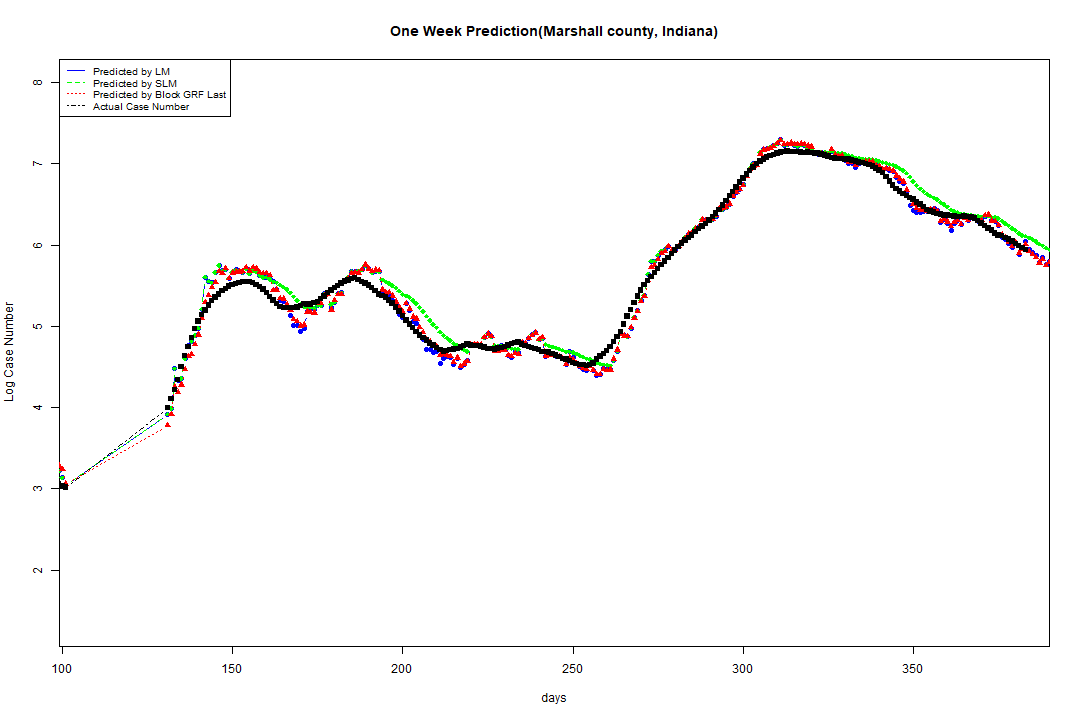 One Week Prediction(Marshall county, Indiana)
Predicted by LM
Predicted by SLM
Predicted by Block GRF Last
Actual Case Number
8
7
6
5
4
3
2
Log Case Number
100 150 200 250 300 350
days